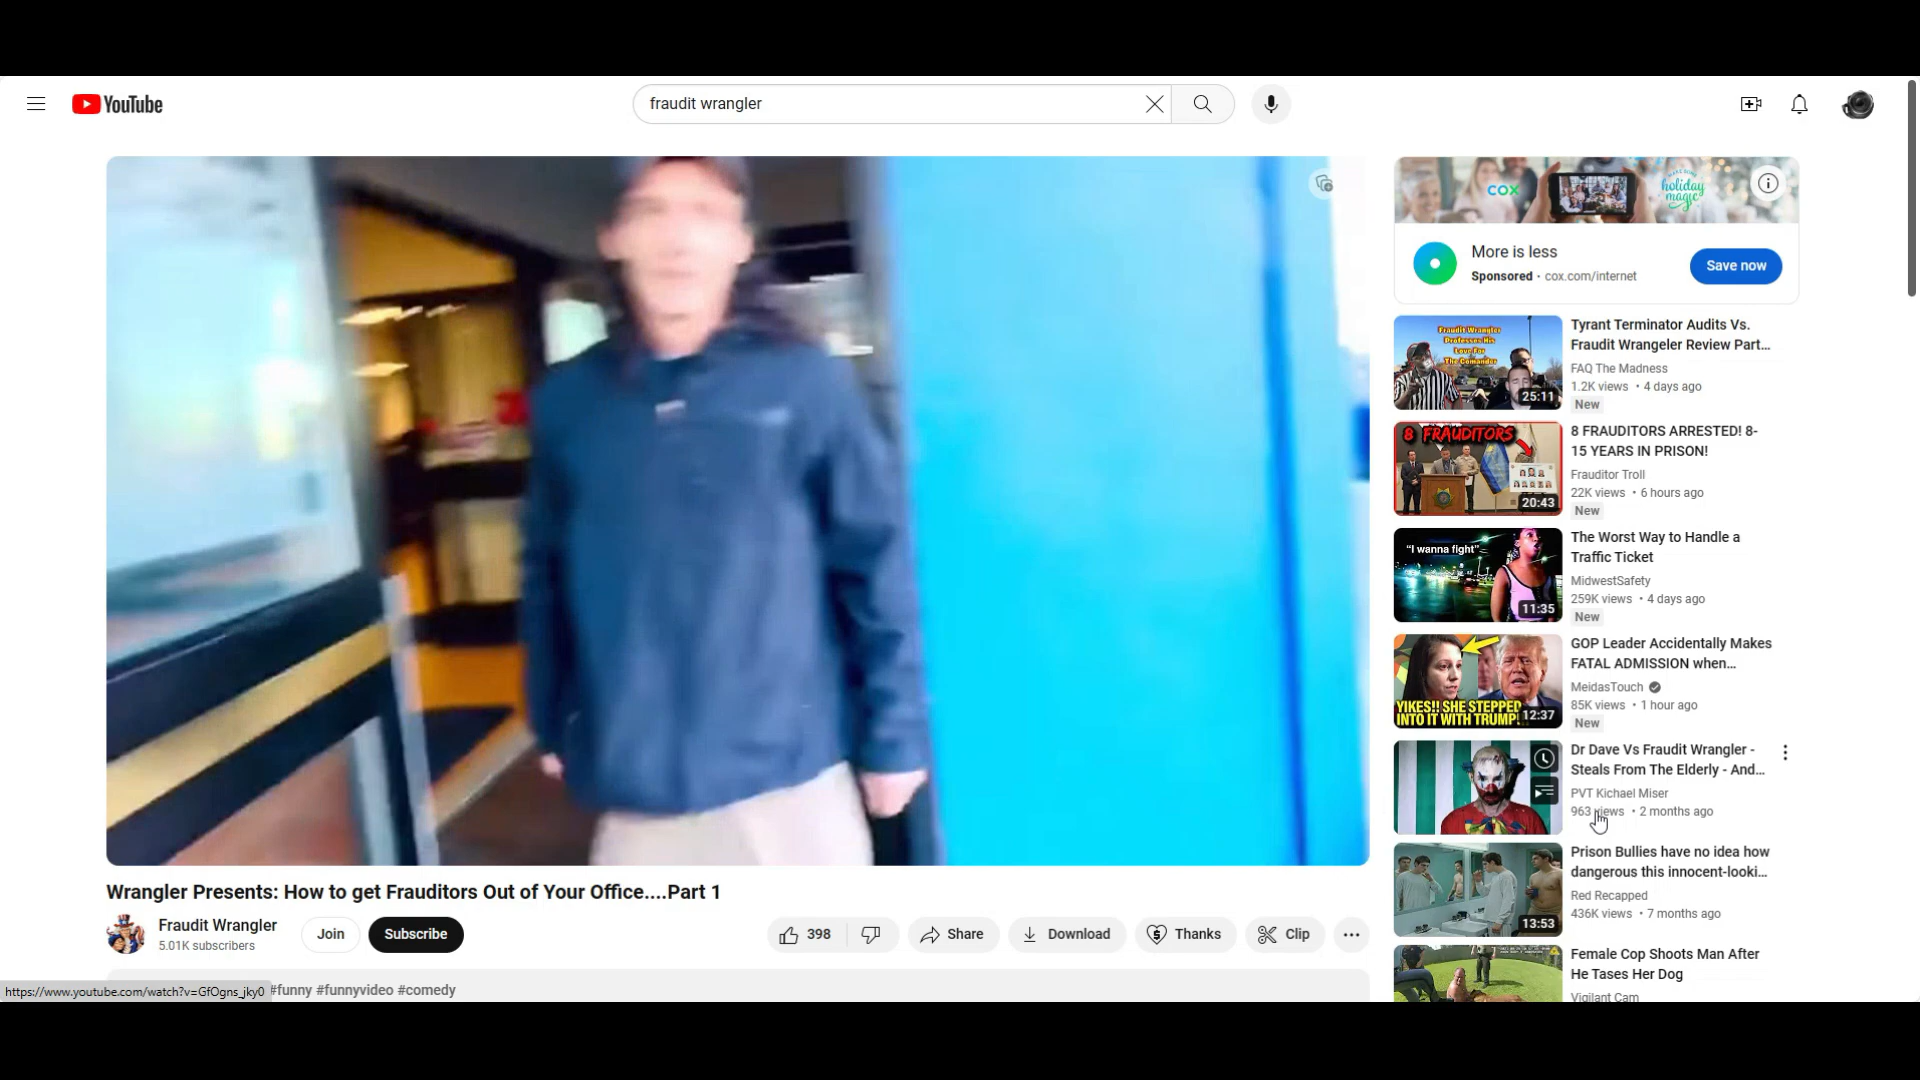 YouTube
fraudit wrangler
COX
holiday
magic
More is less
Sponsored · cox.com/internet
Save now
Fraudit Wrangler
Professes His
Love For
The Comander
25:11
Tyrant Terminator Audits Vs.
Fraudit Wrangeler Review Part...
FAQ The Madness
1.2K views • 4 days ago
New
8 FRAUDITORS
20:43
8 FRAUDITORS ARRESTED! 8-
15 YEARS IN PRISON!
Frauditor Troll
22K views • 6 hours ago
New
"I wanna fight"
11:35
The Worst Way to Handle a
Traffic Ticket
MidwestSafety
259K views • 4 days ago
New
YIKES!! SHE STEPPED
INTO IT WITH TRUMP
12:37
GOP Leader Accidentally Makes
FATAL ADMISSION when...
MeidasTouch
85K views • 1 hour ago
New
Dr Dave Vs Fraudit Wrangler -
Steals From The Elderly - And...
PVT Kichael Miser
963 views • 2 months ago
13:53
Prison Bullies have no idea how
dangerous this innocent-looki...
Red Recapped
436K views • 7 months ago
Female Cop Shoots Man After
He Tases Her Dog
Vigilant Cam
Wrangler Presents: How to get Frauditors Out of Your Office....Part 1
Fraudit Wrangler
5.01K subscribers
Join
Subscribe
398
Share
Download
Thanks
Clip
#funny #funnyvideo #comedy
https://www.youtube.com/watch?v=GfOgns_jky0